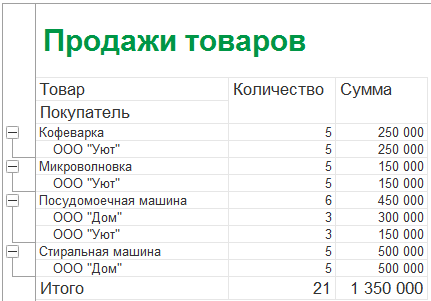 Продажи товаров
Товар Количество Сумма
Покупатель
Кофеварка 5 250 000
ООО "Уют" 5 250 000
Микроволновка 5 150 000
ООО "Уют" 5 150 000
Посудомоечная машина 6 450 000
ООО "Дом" 3 300 000
ООО "Уют" 3 150 000
Стиральная машина 5 500 000
ООО "Дом" 5 500 000
Итого 21 1 350 000